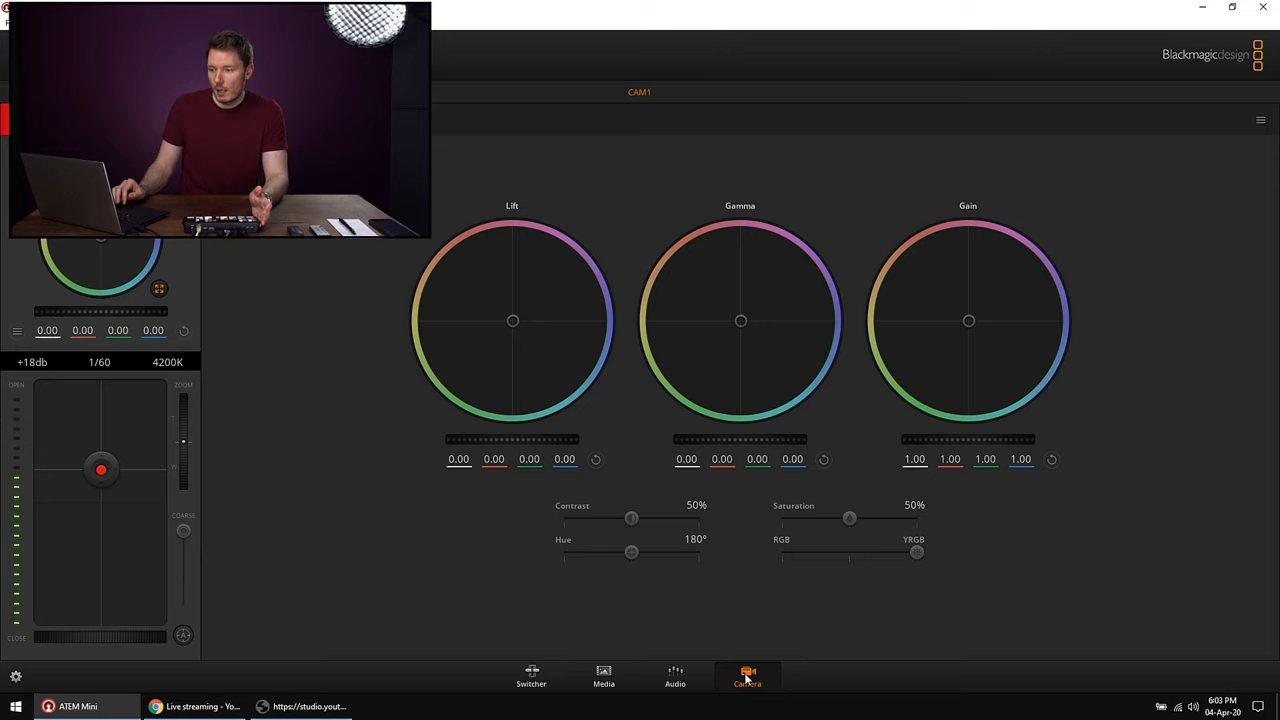 Blackmagicdesign
CAM1
Lift
Gamma
Gain
0.00 0.00 0.00 0.00
+18db 1/60 4200K
OPEN
ZOOM
T
W
COARSE
CLOSE
0.00 0.00 0.00 0.00
0.00 0.00 0.00 0.00
1.00 1.00 1.00 1.00
Contrast 50%
Saturation 50%
Hue 180°
RGB YRGB
Switcher
Media
Audio
Camera
ATEM Mini
Live streaming - Yo...
https://studio.yout...
6:03 PM
04-Apr-20